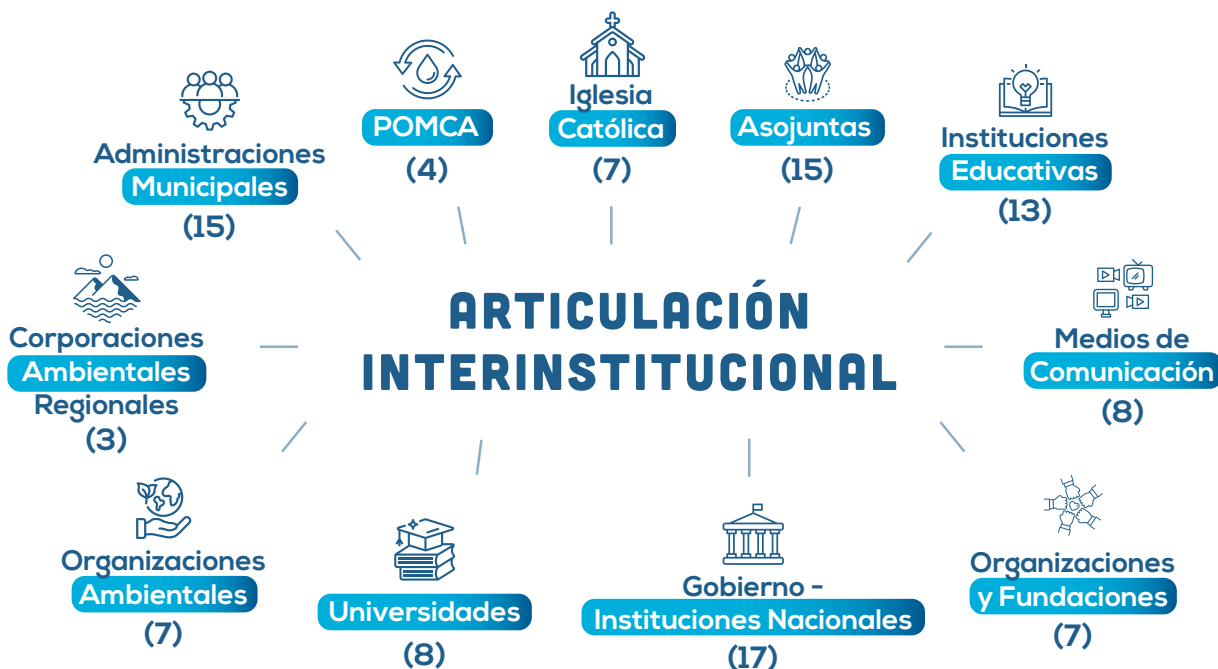 Administraciones
Municipales
(15)
POMCA
(4)
Iglesia
Católica
(7)
Asojuntas
(15)
Instituciones
Educativas
(13)
ARTICULACIÓN
INTERINSTITUCIONAL
Corporaciones
Ambientales
Regionales
(3)
Medios de
Comunicación
(8)
Organizaciones
Ambientales
(7)
Universidades
(8)
Gobierno -
Instituciones Nacionales
(17)
Organizaciones
y Fundaciones
(7)